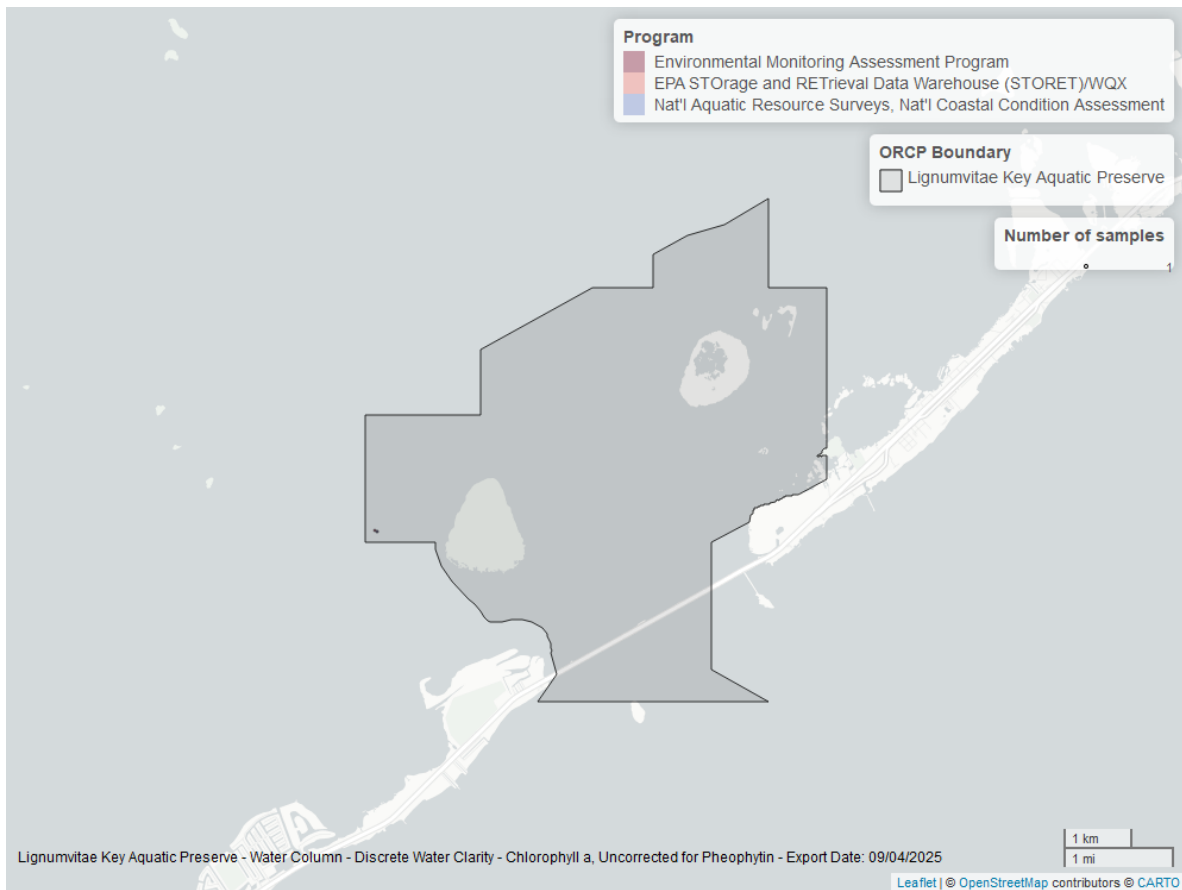 Program
Environmental Monitoring Assessment Program
EPA STOrage and RETrieval Data Warehouse (STORET)/WQX
Nat'l Aquatic Resource Surveys, Nat'l Coastal Condition Assessment
ORCP Boundary
Lignumvitae Key Aquatic Preserve
Number of samples
1
1 km
1 mi
Lignumvitae Key Aquatic Preserve - Water Column - Discrete Water Clarity - Chlorophyll a, Uncorrected for Pheophytin - Export Date: 09/04/2025
Leaflet | © OpenStreetMap contributors © CARTO